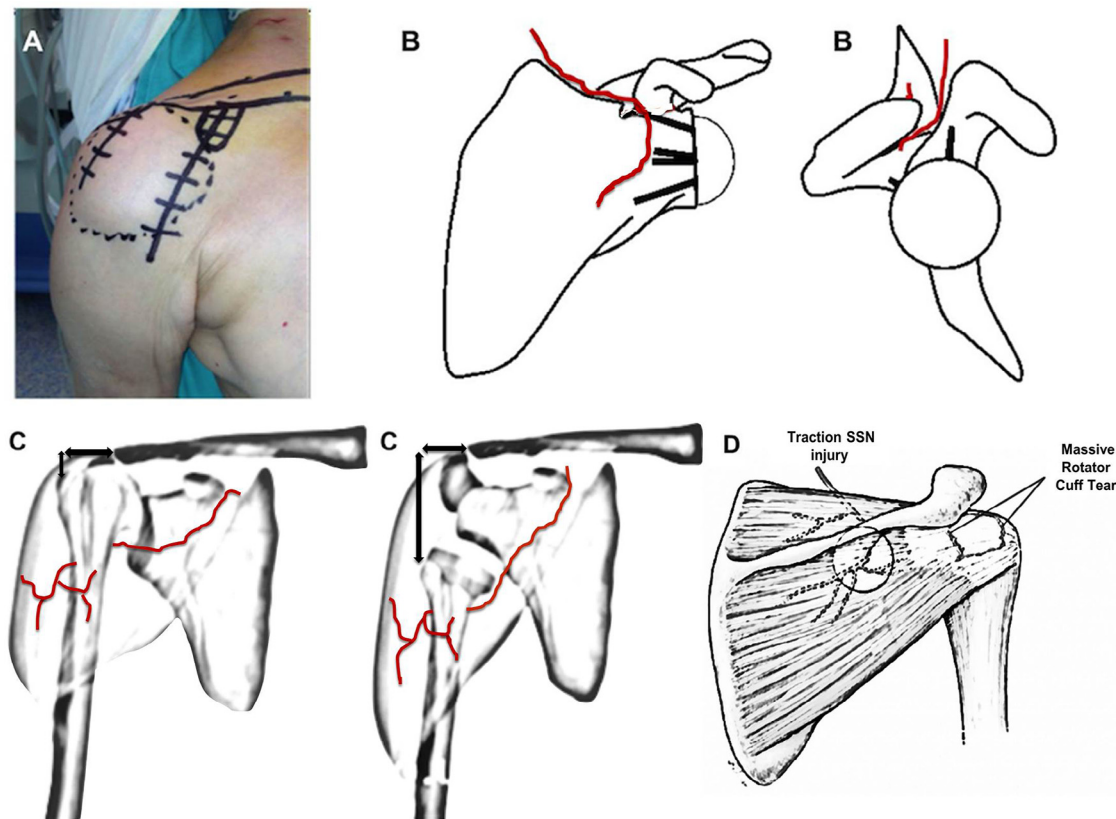 A
B
B
C
C
D
Traction SSN
injury
Massive
Rotator
Cuff Tear